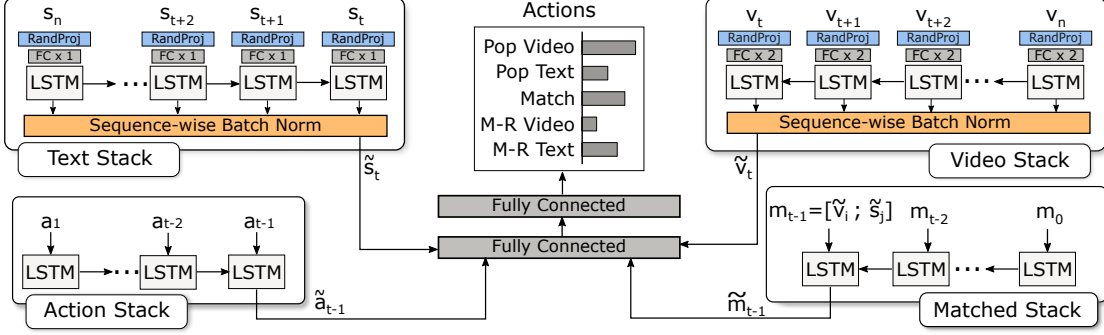 s_n s_{t+2} s_{t+1} s_t
RandProj RandProj RandProj RandProj
FC x 1 FC x 1 FC x 1 FC x 1
LSTM ... LSTM LSTM LSTM
Sequence-wise Batch Norm
Text Stack
s̃_t
Actions
Pop Video
Pop Text
Match
M-R Video
M-R Text
v_t v_{t+1} v_{t+2} v_n
RandProj RandProj RandProj RandProj
FC x 2 FC x 2 FC x 2 FC x 2
LSTM LSTM LSTM ... LSTM
Sequence-wise Batch Norm
Video Stack
ṽ_t
Fully Connected
Fully Connected
a_1 a_{t-2} a_{t-1}
LSTM ... LSTM LSTM
Action Stack
ã_{t-1}
m_{t-1}=[ṽ_i ; s̃_j] m_{t-2} m_0
LSTM LSTM ... LSTM
Matched Stack
m̃_{t-1}